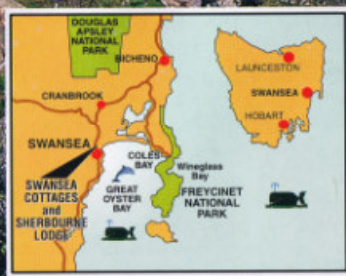 DOUGLAS
APSLEY
NATIONAL
PARK
BICHENO
CRANBROOK
SWANSEA
COLES
BAY
SWANSEA
COTTAGES
and
SHERBOURNE
LODGE
GREAT
OYSTER
BAY
Wineglass
Bay
FREYCINET
NATIONAL
PARK
LAUNCESTON
SWANSEA
HOBART